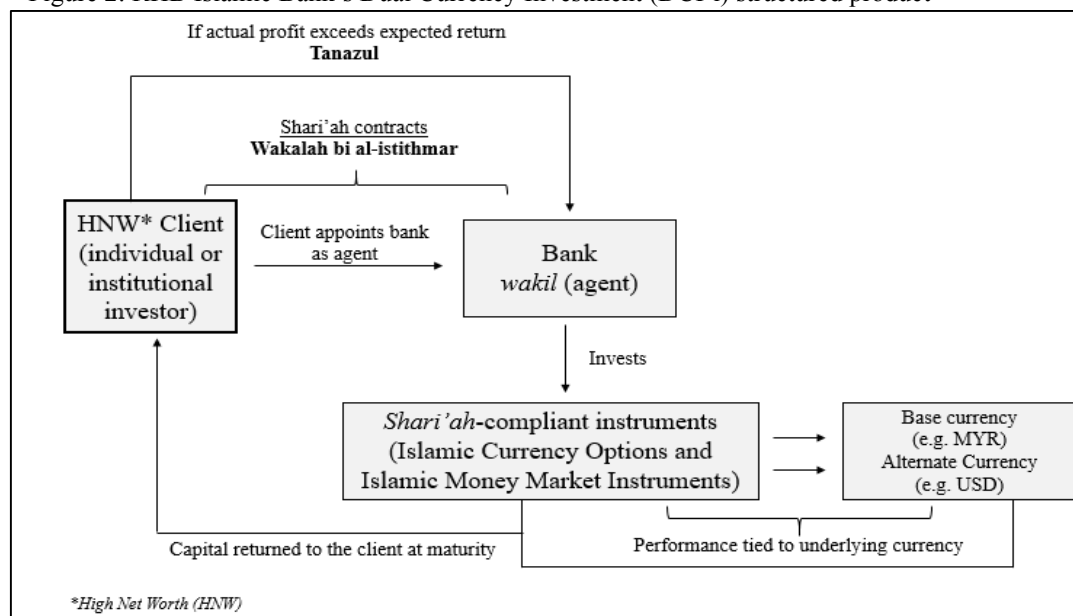 Figure 2: RHB Islamic Bank's Dual Currency Investment structured product
If actual profit exceeds expected return
Tanazul
Shari'ah contracts
Wakalah bi al-istithmar
HNW* Client
(individual or
institutional
investor)
Client appoints bank
as agent
Bank
wakil (agent)
Invests
Shari'ah-compliant instruments
(Islamic Currency Options and
Islamic Money Market Instruments)
Base currency
(e.g. MYR)
Alternate Currency
(e.g. USD)
Capital returned to the client at maturity
Performance tied to underlying currency
*High Net Worth (HNW)